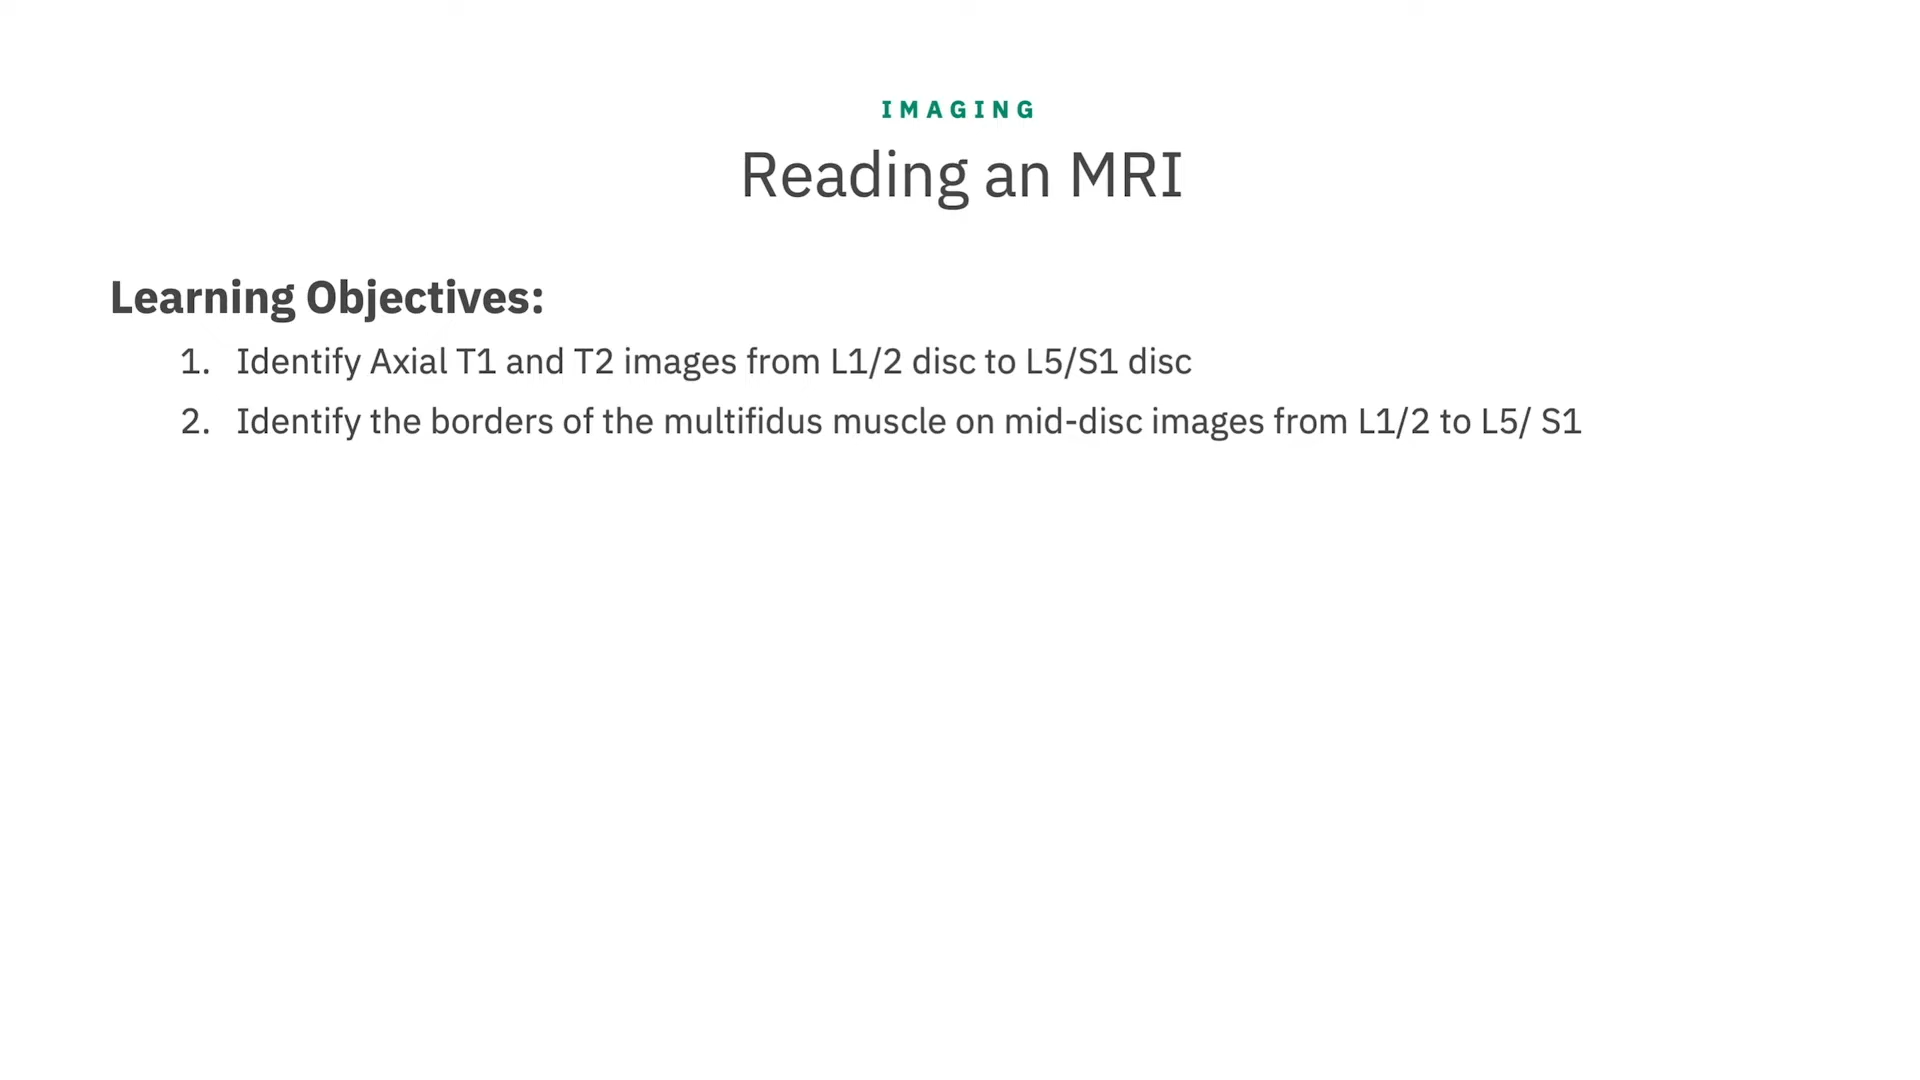 IMAGING
Reading an MRI
Learning Objectives:
1. Identify Axial T1 and T2 images from L1/2 disc to L5/S1 disc
2. Identify the borders of the multifidus muscle on mid-disc images from L1/2 to L5/ S1